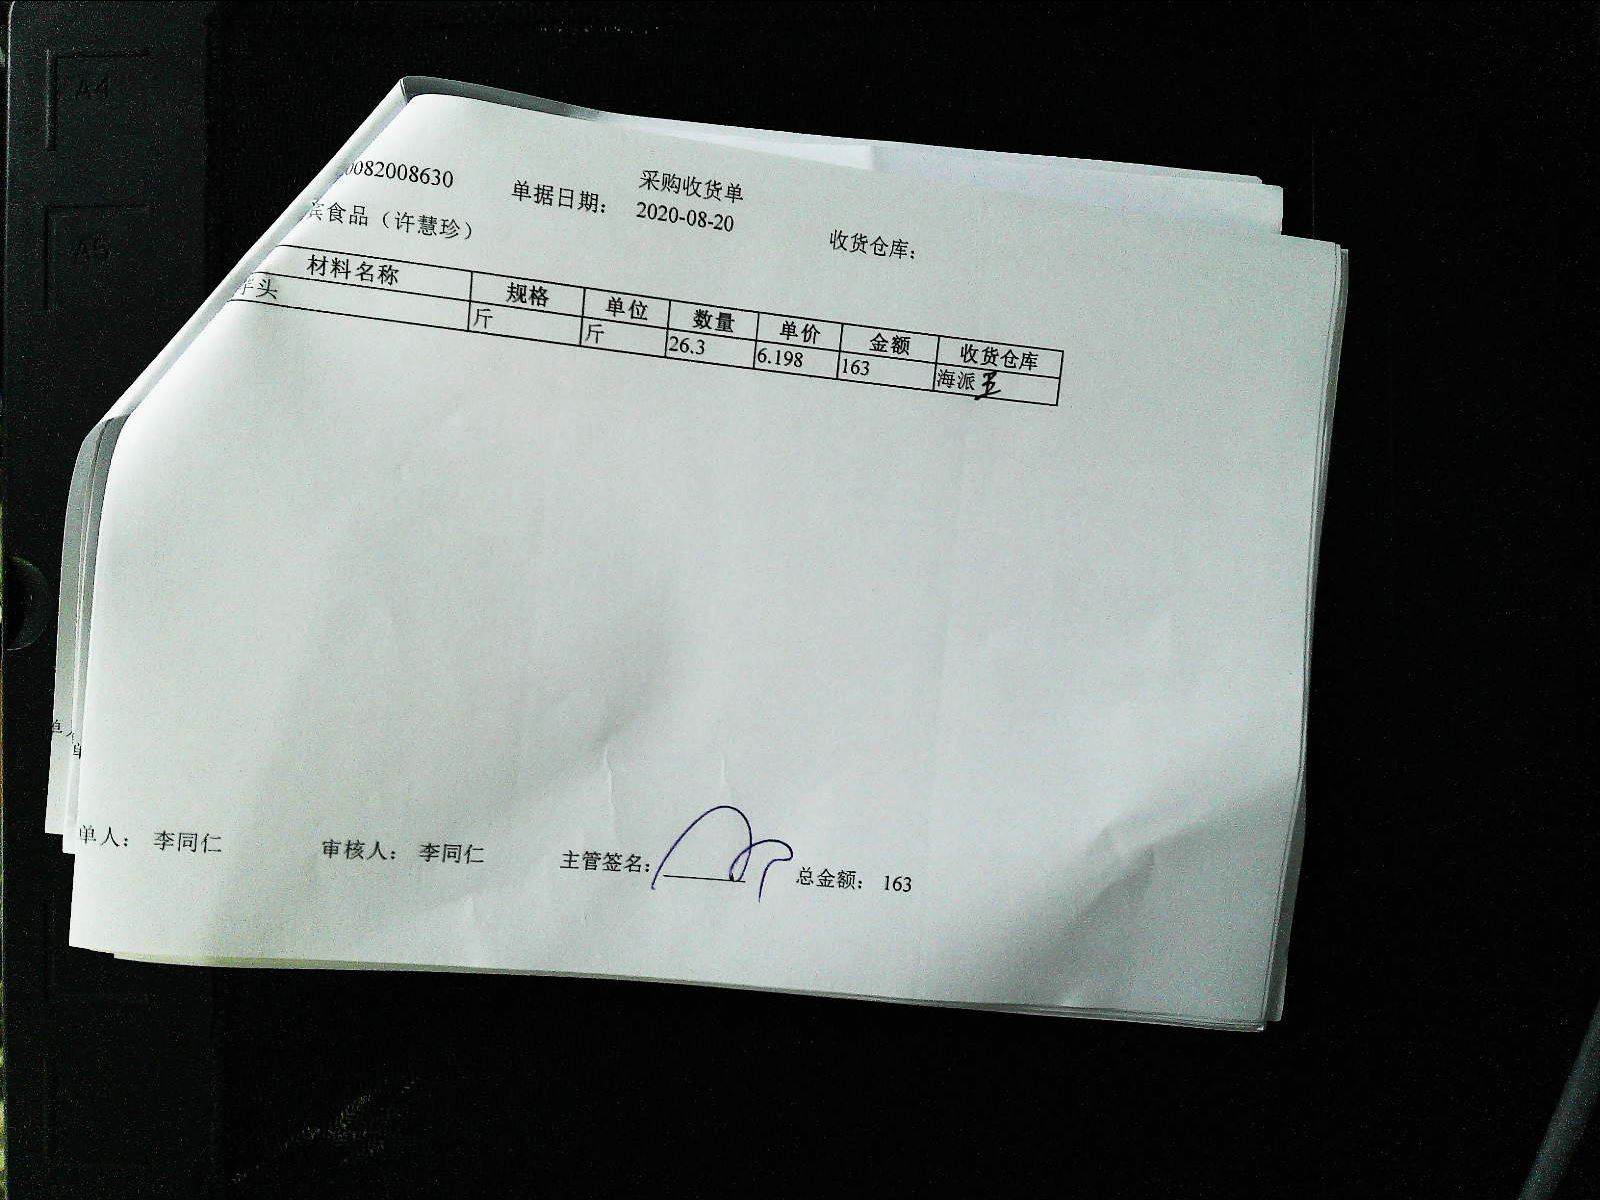 采购收货单
0082008630 单据日期： 2020-08-20 收货仓库：
食品（许慧珍）
材料名称 规格 单位 数量 单价 金额 收货仓库
芋头 斤 斤 26.3 6.198 163 海派
单人： 李同仁 审核人： 李同仁 主管签名： 总金额： 163
A4
A5